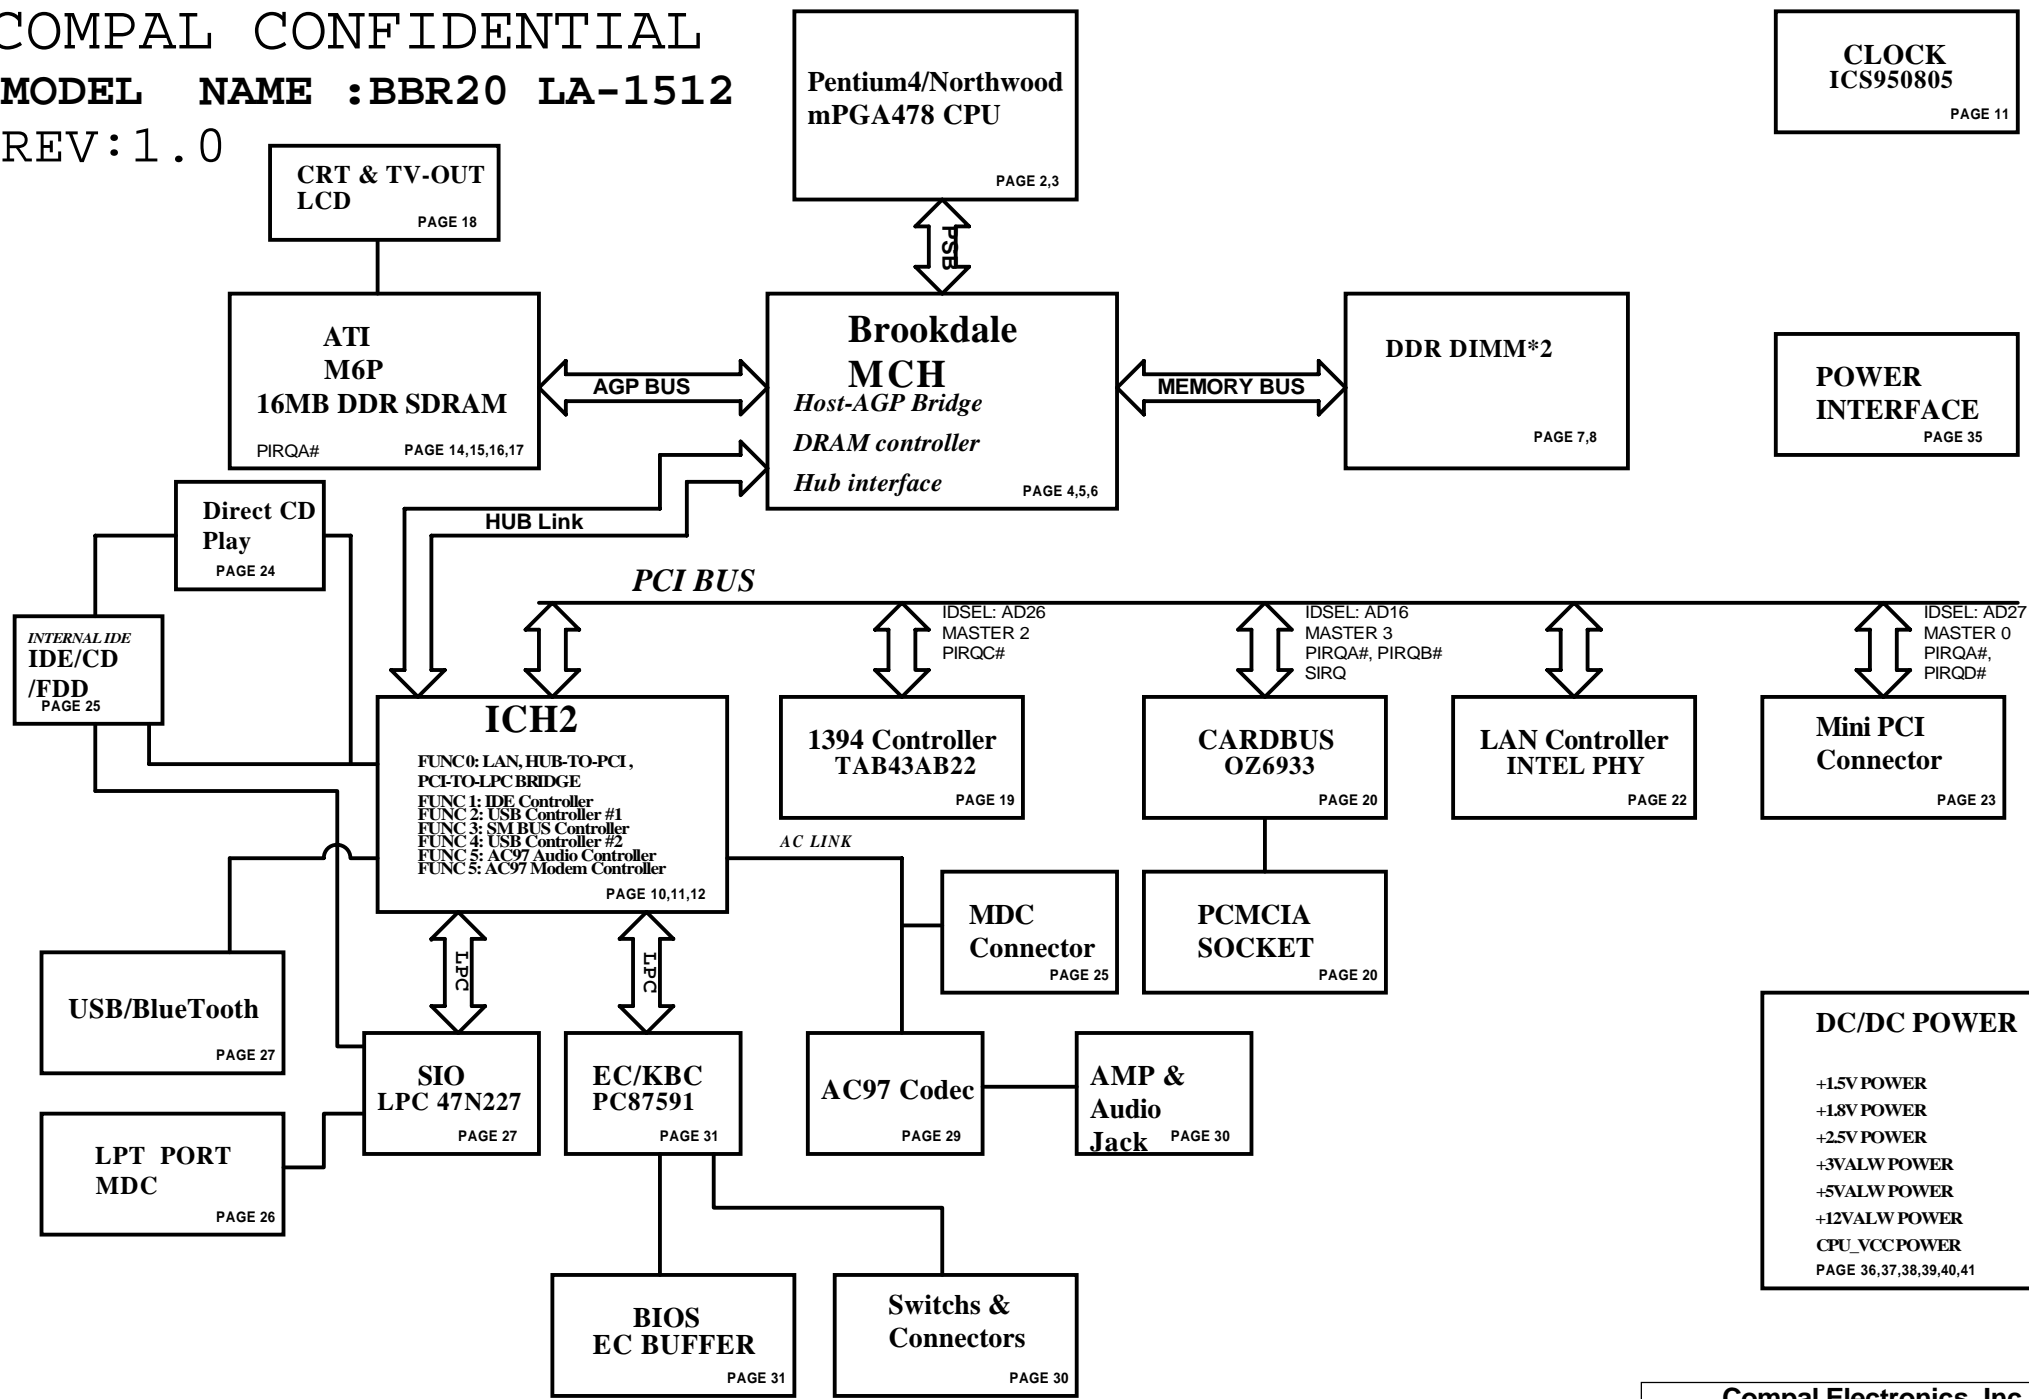 COMPAL CONFIDENTIAL
MODEL NAME :BBR20 LA-1512
REV:1.0
Pentium4/Northwood
mPGA478 CPU
PAGE 2,3
CLOCK
ICS950805
PAGE 11
CRT & TV-OUT
LCD
PAGE 18
PSB
ATI
M6P
16MB DDR SDRAM
PIRQA#
PAGE 14,15,16,17
AGP BUS
Brookdale
MCH
Host-AGP Bridge
DRAM controller
Hub interface
PAGE 4,5,6
MEMORY BUS
DDR DIMM*2
PAGE 7,8
POWER
INTERFACE
PAGE 35
Direct CD
Play
PAGE 24
HUB Link
PCI BUS
INTERNAL IDE
IDE/CD
/FDD
PAGE 25
IDSEL: AD26
MASTER 2
PIRQC#
IDSEL: AD16
MASTER 3
PIRQA#, PIRQB#
SIRQ
IDSEL: AD27
MASTER 0
PIRQA#,
PIRQD#
ICH2
FUNC0: LAN, HUB-TO-PCI ,
PCI-TO-LPC BRIDGE
FUNC 1: IDE Controller
FUNC 2: USB Controller #1
FUNC 3: SM BUS Controller
FUNC 4: USB Controller #2
FUNC 5: AC97 Audio Controller
FUNC 5: AC97 Modem Controller
PAGE 10,11,12
1394 Controller
TAB43AB22
PAGE 19
CARDBUS
OZ6933
PAGE 20
LAN Controller
INTEL PHY
PAGE 22
Mini PCI
Connector
PAGE 23
AC LINK
MDC
Connector
PAGE 25
PCMCIA
SOCKET
PAGE 20
USB/BlueTooth
PAGE 27
LPC
LPC
SIO
LPC 47N227
PAGE 27
EC/KBC
PC87591
PAGE 31
AC97 Codec
PAGE 29
AMP &
Audio
Jack
PAGE 30
LPT PORT
MDC
PAGE 26
DC/DC POWER
+1.5V POWER
+1.8V POWER
+2.5V POWER
+3VALW POWER
+5VALW POWER
+12VALW POWER
CPU_VCC POWER
PAGE 36,37,38,39,40,41
BIOS
EC BUFFER
PAGE 31
Switchs &
Connectors
PAGE 30
Compal Electronics, Inc